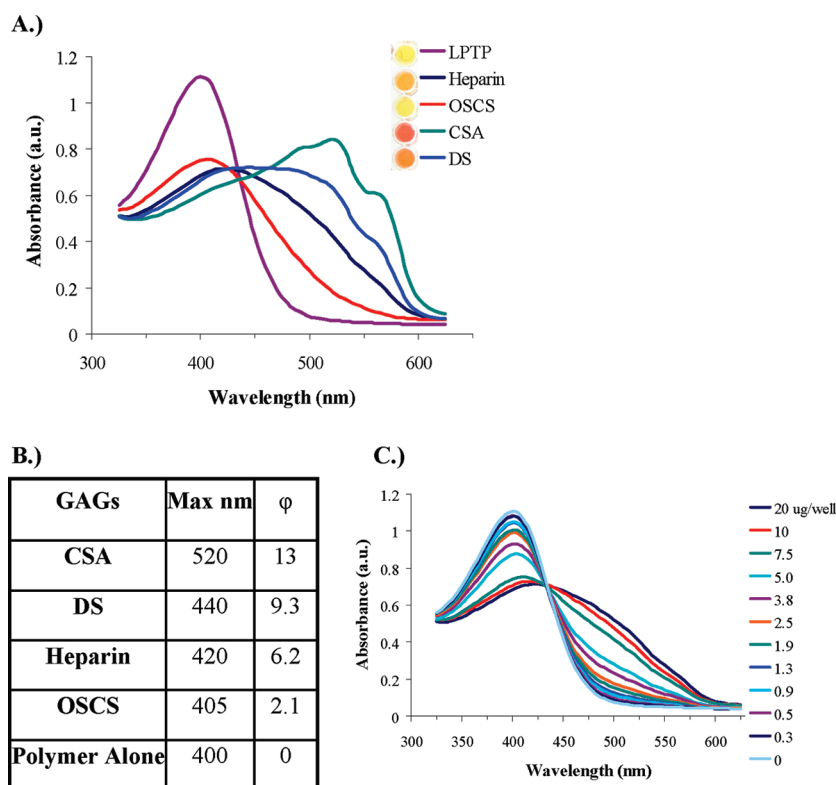 A.)
Absorbance (a.u.)
1.2
1
0.8
0.6
0.4
0.2
0
300
400
500
600
Wavelength (nm)
LPTP
Heparin
OSCS
CSA
DS
B.)
GAGs Max nm φ
CSA 520 13
DS 440 9.3
Heparin 420 6.2
OSCS 405 2.1
Polymer Alone 400 0
C.)
Absorbance (a.u.)
1.2
1
0.8
0.6
0.4
0.2
0
300
350
400
450
500
550
600
Wavelength (nm)
20 ug/well
10
7.5
5.0
3.8
2.5
1.9
1.3
0.9
0.5
0.3
0